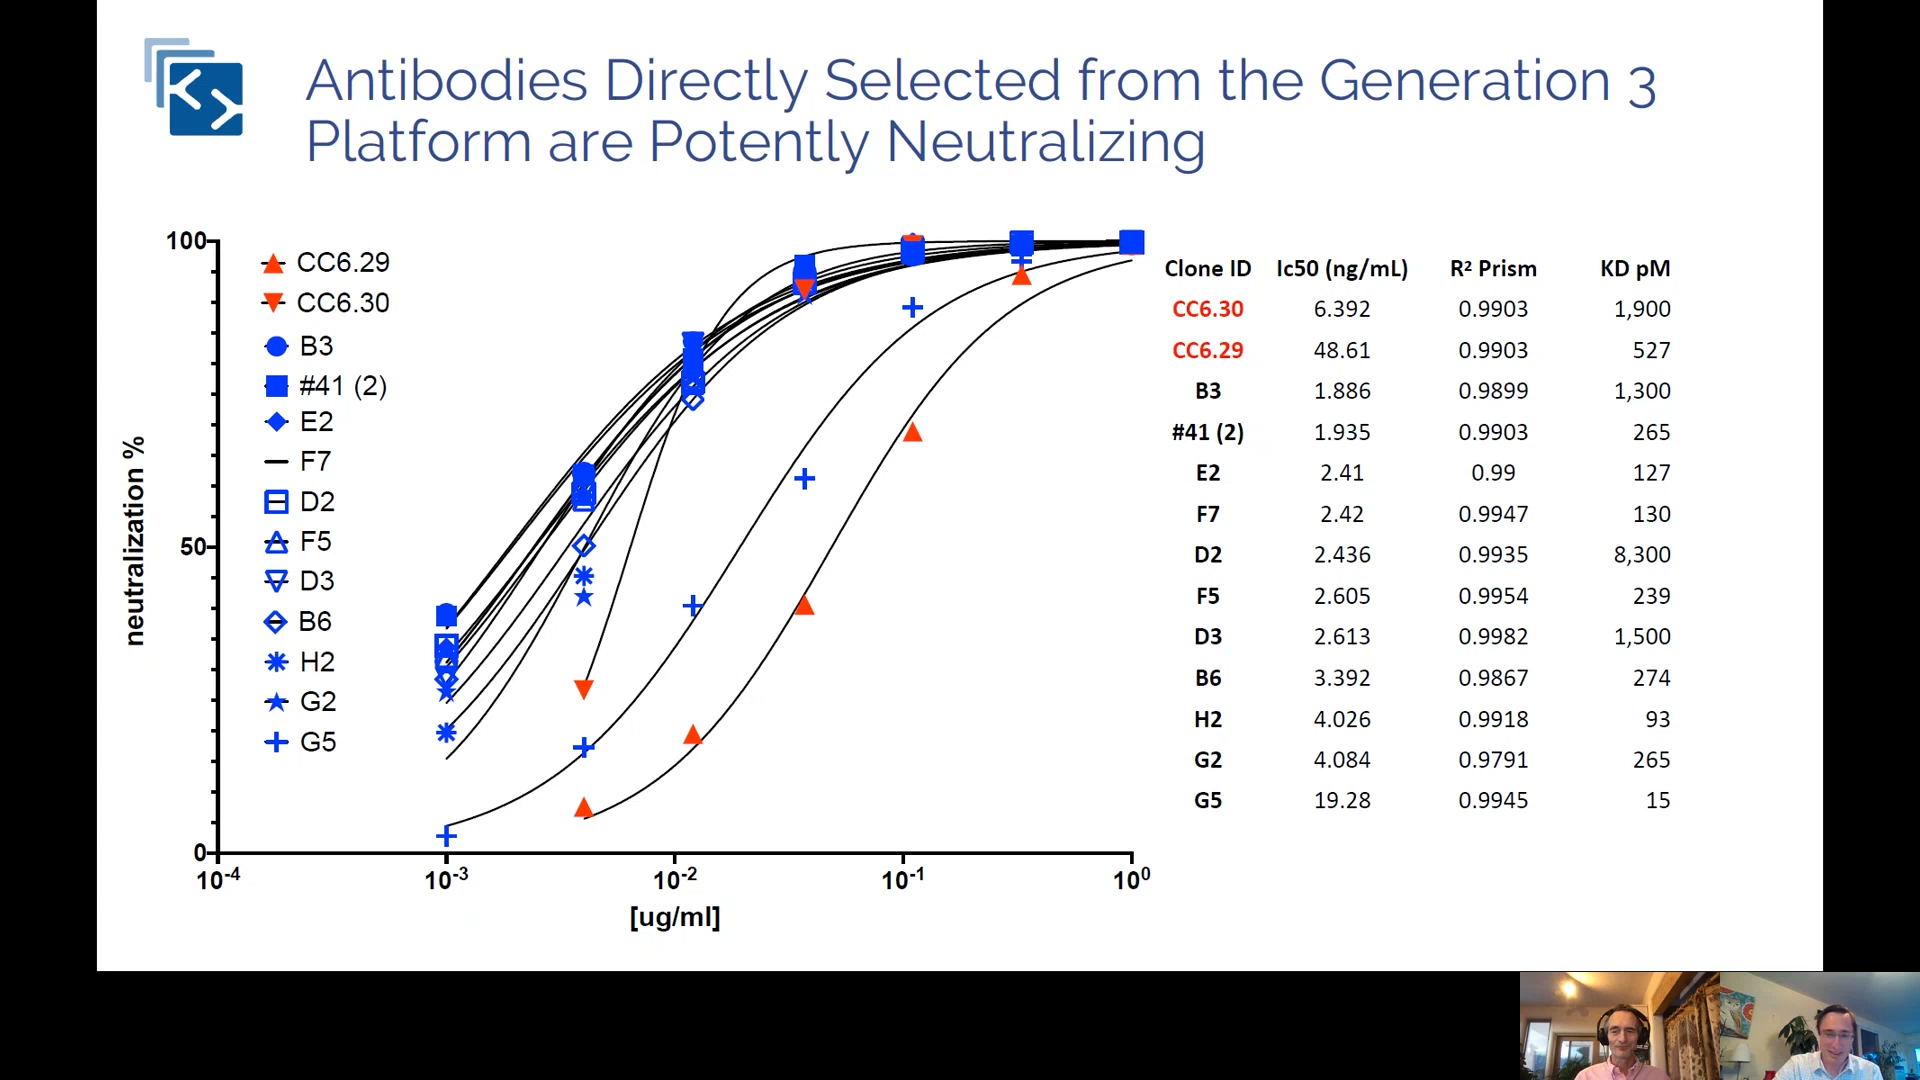 KY
Antibodies Directly Selected from the Generation 3
Platform are Potently Neutralizing
neutralization %
100
50
0
10-4
10-3
10-2
10-1
100
[ug/ml]
CC6.29
CC6.30
B3
#41 (2)
E2
F7
D2
F5
D3
B6
H2
G2
G5
Clone ID Ic50 (ng/mL) R² Prism KD pM
CC6.30 6.392 0.9903 1,900
CC6.29 48.61 0.9903 527
B3 1.886 0.9899 1,300
#41 (2) 1.935 0.9903 265
E2 2.41 0.99 127
F7 2.42 0.9947 130
D2 2.436 0.9935 8,300
F5 2.605 0.9954 239
D3 2.613 0.9982 1,500
B6 3.392 0.9867 274
H2 4.026 0.9918 93
G2 4.084 0.9791 265
G5 19.28 0.9945 15